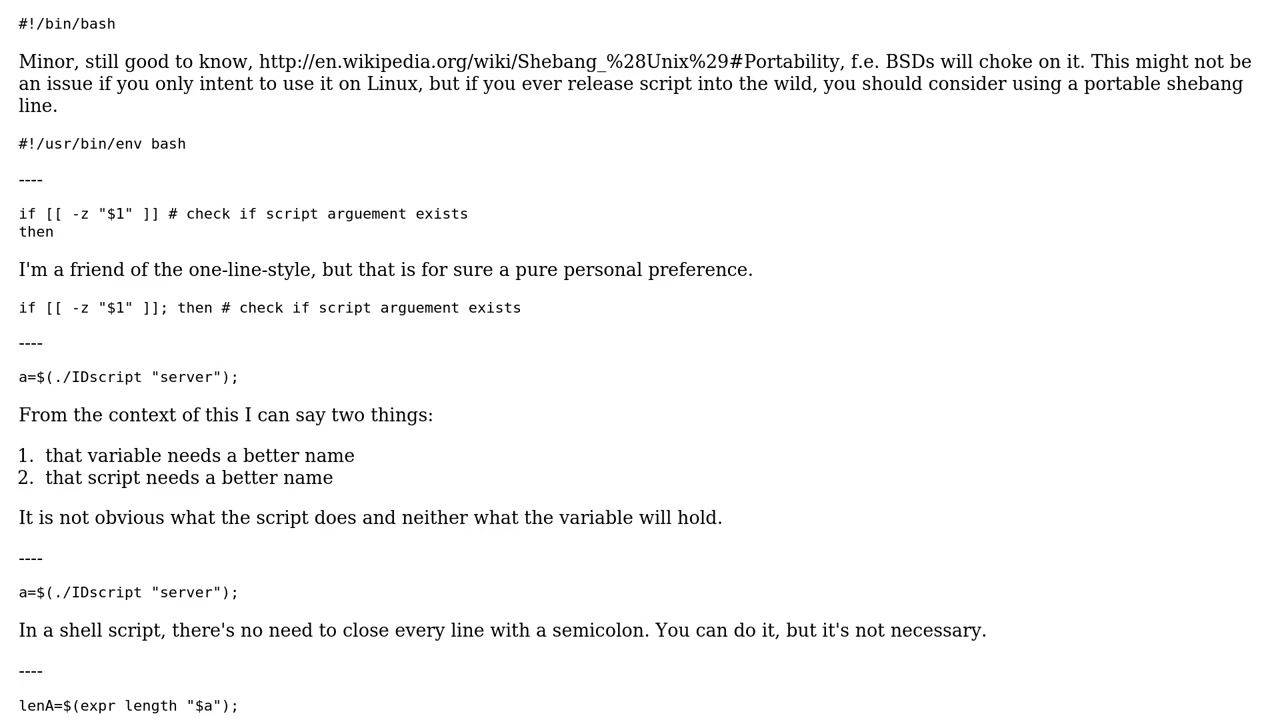 #!/bin/bash
Minor, still good to know, http://en.wikipedia.org/wiki/Shebang_%28Unix%29#Portability, f.e. BSDs will choke on it. This might not be
an issue if you only intent to use it on Linux, but if you ever release script into the wild, you should consider using a portable shebang
line.
#!/usr/bin/env bash
----
if [[ -z "$1" ]] # check if script arguement exists
then
I'm a friend of the one-line-style, but that is for sure a pure personal preference.
if [[ -z "$1" ]]; then # check if script arguement exists
----
a=$(./IDscript "server");
From the context of this I can say two things:
1. that variable needs a better name
2. that script needs a better name
It is not obvious what the script does and neither what the variable will hold.
----
a=$(./IDscript "server");
In a shell script, there's no need to close every line with a semicolon. You can do it, but it's not necessary.
----
lenA=$(expr length "$a");